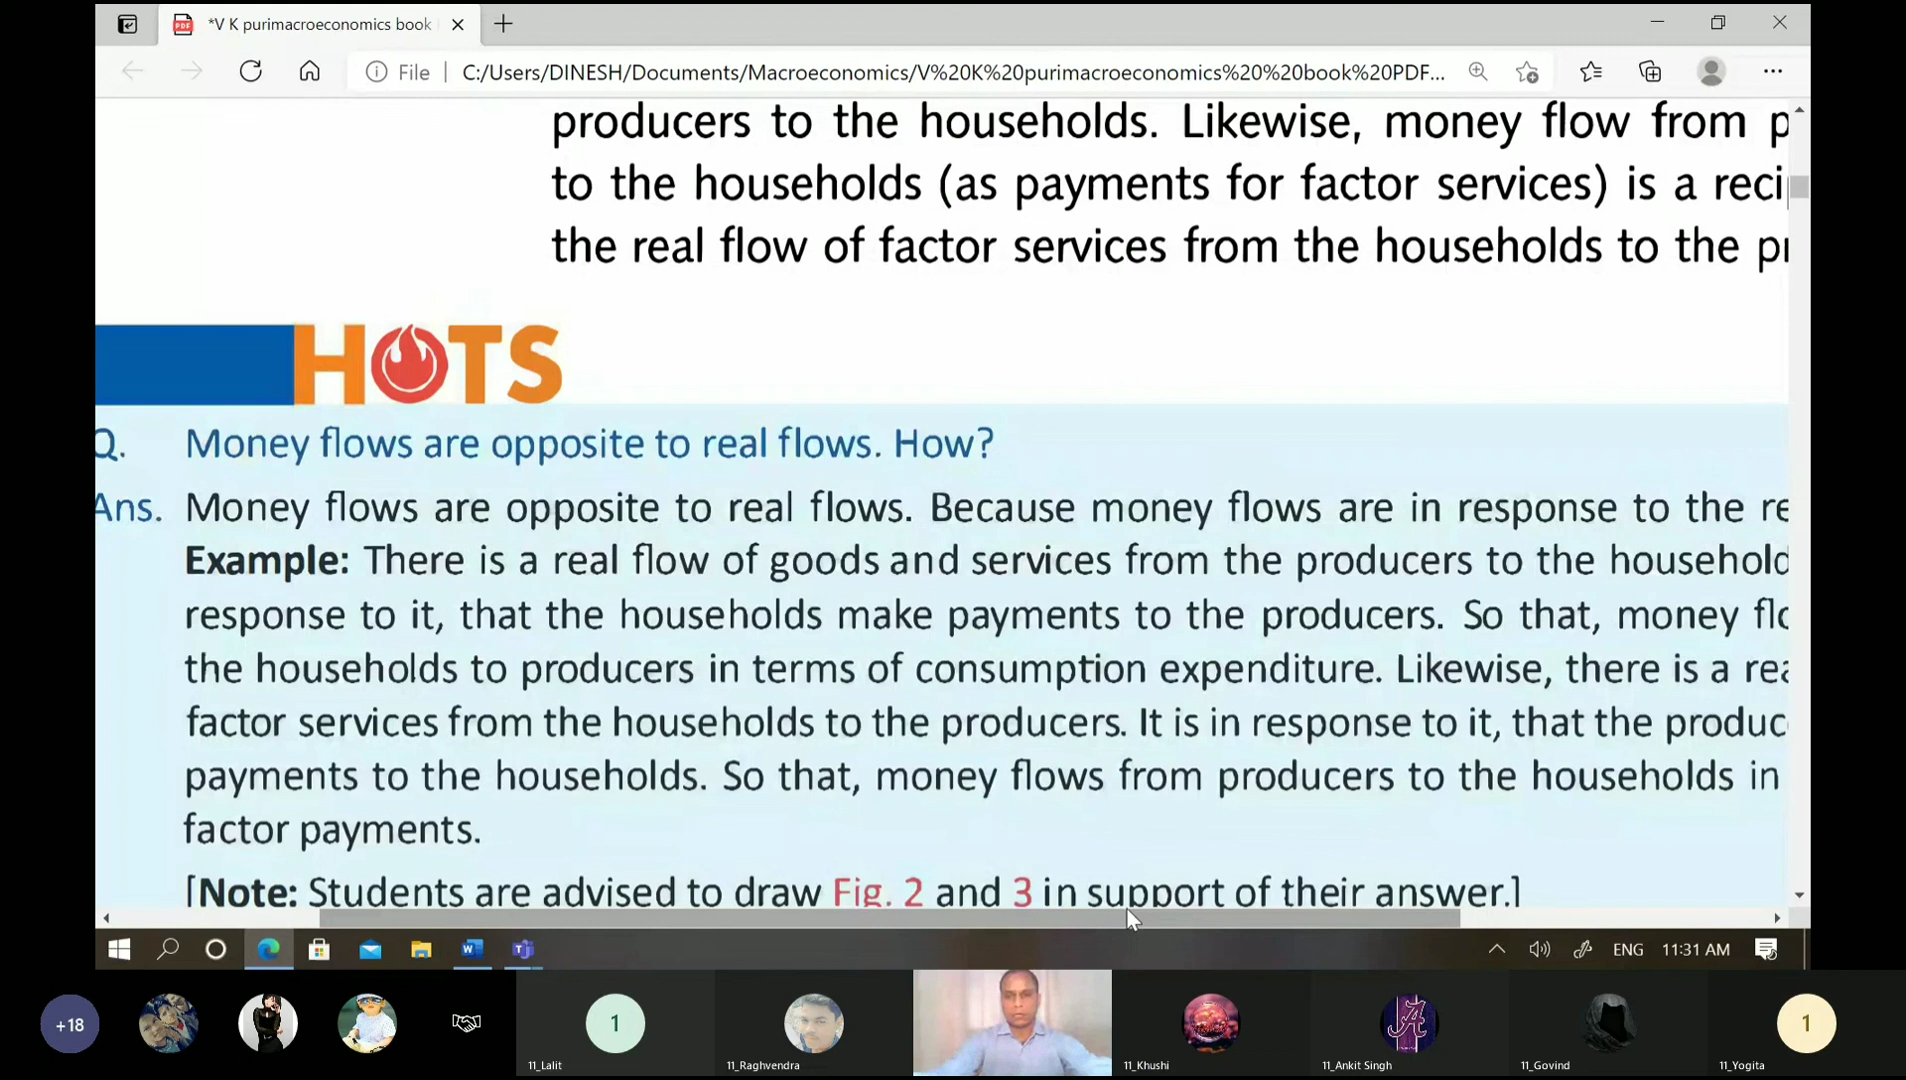 *V K purimacroeconomics book
File
C:/Users/DINESH/Documents/Macroeconomics/V%20K%20purimacroeconomics%20%20book%20PDF...
producers to the households. Likewise, money flow from p
to the households (as payments for factor services) is a reci
the real flow of factor services from the households to the pr
HOTS
Q. Money flows are opposite to real flows. How?
Ans. Money flows are opposite to real flows. Because money flows are in response to the re
Example: There is a real flow of goods and services from the producers to the household
response to it, that the households make payments to the producers. So that, money flo
the households to producers in terms of consumption expenditure. Likewise, there is a rea
factor services from the households to the producers. It is in response to it, that the produc
payments to the households. So that, money flows from producers to the households in
factor payments.
[Note: Students are advised to draw Fig. 2 and 3 in support of their answer.]
ENG 11:31 AM
+18
1
A
1
11_Lalit
11_Raghvendra
11_Khushi
11_Ankit Singh
11_Govind
11_Yogita